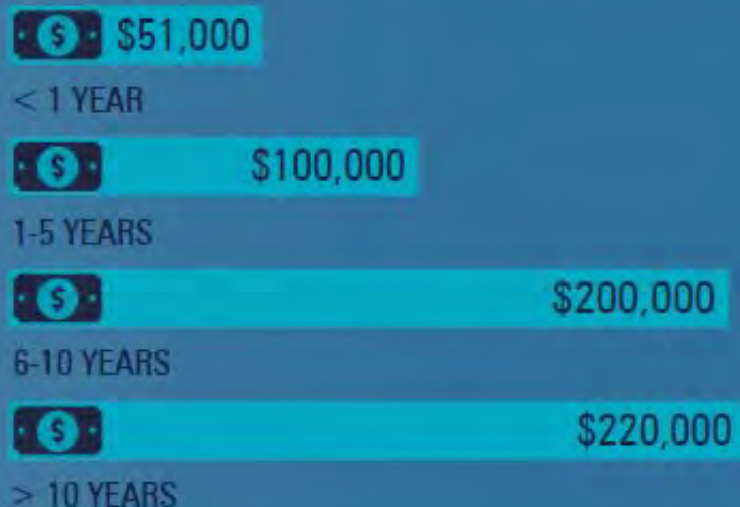 $51,000
< 1 YEAR
$100,000
1-5 YEARS
$200,000
6-10 YEARS
$220,000
> 10 YEARS